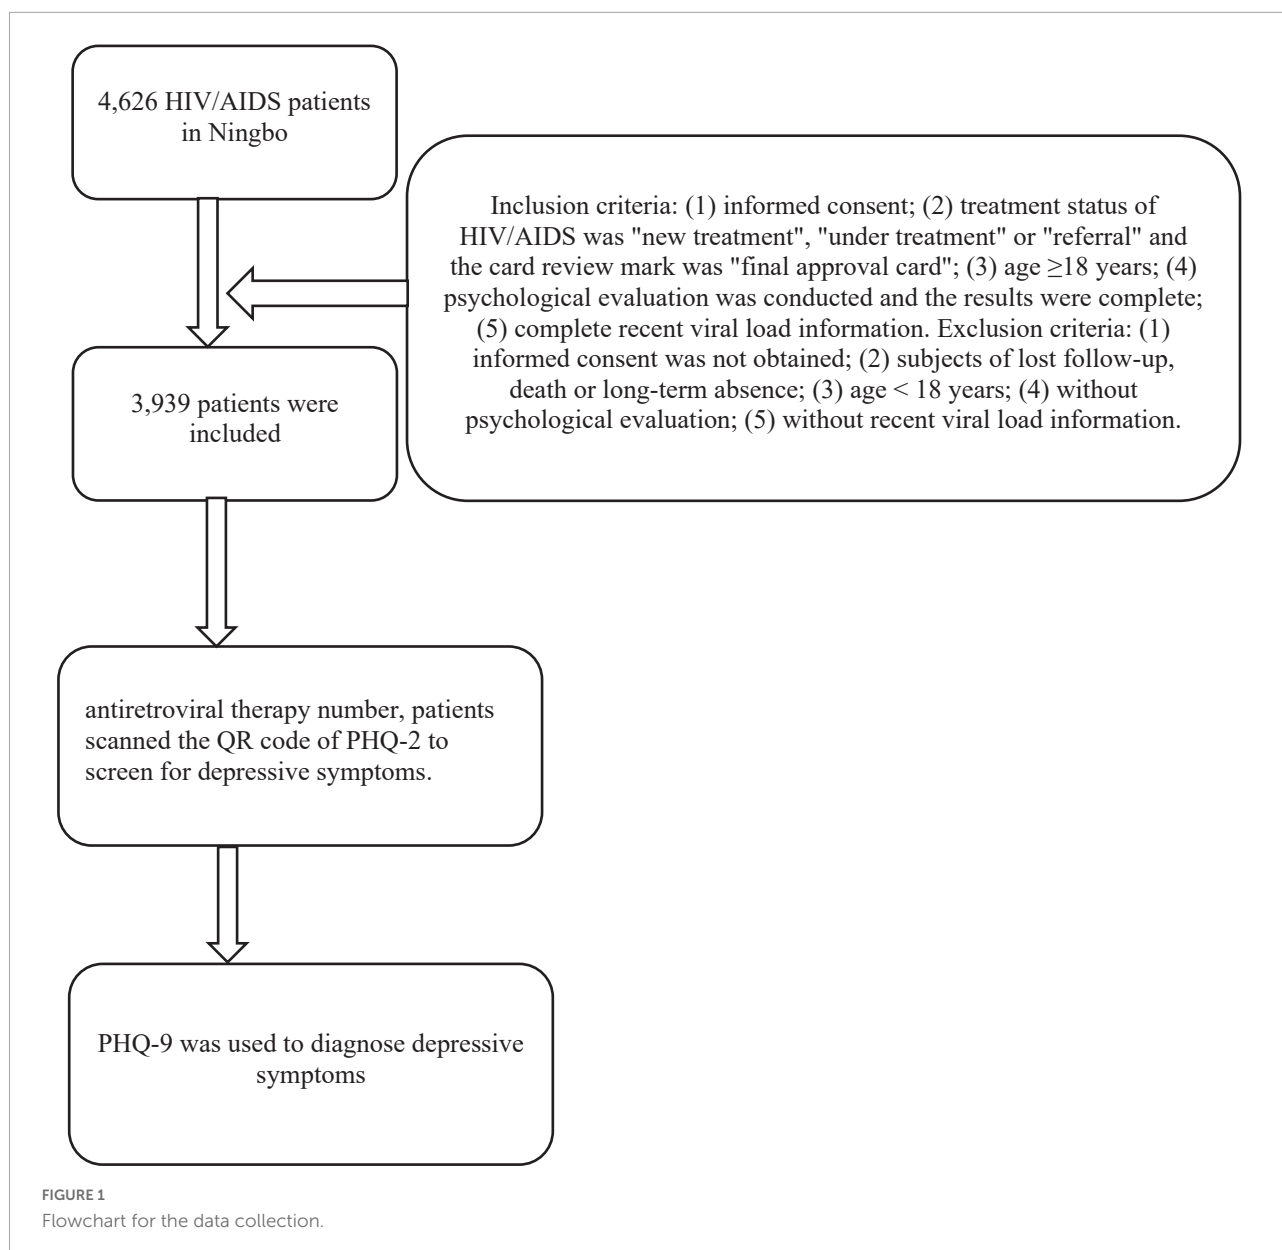 4,626 HIV/AIDS patients
in Ningbo
Inclusion criteria: (1) informed consent; (2) treatment status of
HIV/AIDS was "new treatment", "under treatment" or "referral" and
the card review mark was "final approval card"; (3) age ≥18 years; (4)
psychological evaluation was conducted and the results were complete;
(5) complete recent viral load information. Exclusion criteria: (1)
informed consent was not obtained; (2) subjects of lost follow-up,
death or long-term absence; (3) age < 18 years; (4) without
psychological evaluation; (5) without recent viral load information.
3,939 patients were
included
antiretroviral therapy number, patients
scanned the QR code of PHQ-2 to
screen for depressive symptoms.
PHQ-9 was used to diagnose depressive
symptoms
FIGURE 1
Flowchart for the data collection.